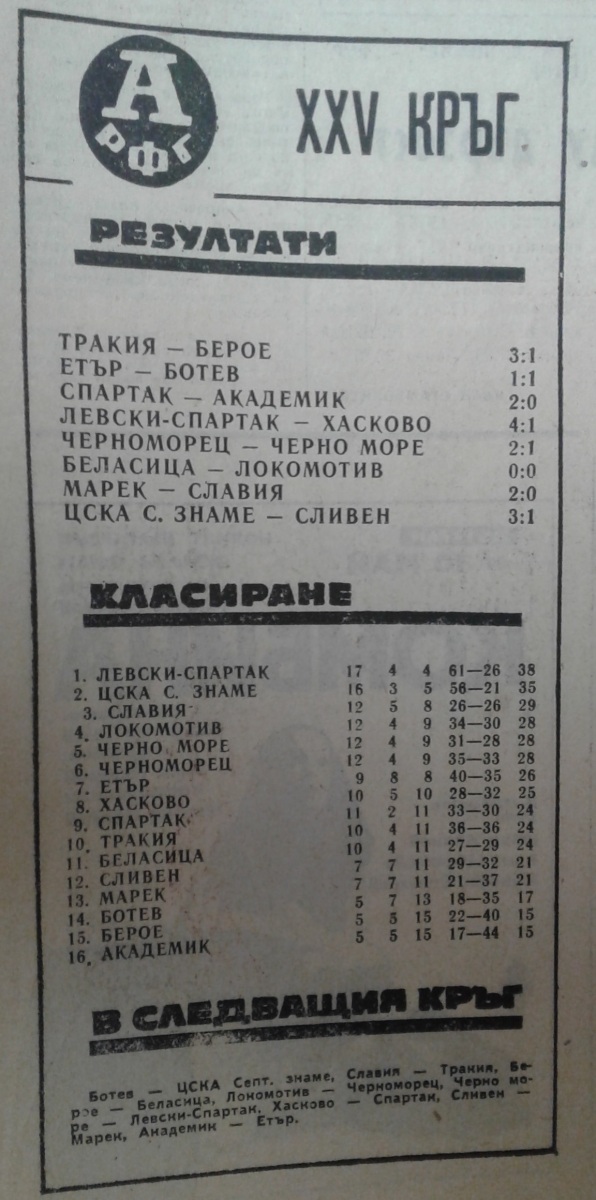 А
РФГ
XXV КРЪГ
РЕЗУЛТАТИ
ТРАКИЯ — БЕРОЕ 3:1
ЕТЪР — БОТЕВ 1:1
СПАРТАК — АКАДЕМИК 2:0
ЛЕВСКИ-СПАРТАК — ХАСКОВО 4:1
ЧЕРНОМОРЕЦ — ЧЕРНО МОРЕ 2:1
БЕЛАСИЦА — ЛОКОМОТИВ 0:0
МАРЕК — СЛАВИЯ 2:0
ЦСКА С. ЗНАМЕ — СЛИВЕН 3:1
КЛАСИРАНЕ
1. ЛЕВСКИ-СПАРТАК 17 4 4 61—26 38
2. ЦСКА С. ЗНАМЕ 16 3 5 56—21 35
3. СЛАВИЯ 12 5 8 26—26 29
4. ЛОКОМОТИВ 12 4 9 34—30 28
5. ЧЕРНО МОРЕ 12 4 9 31—28 28
6. ЧЕРНОМОРЕЦ 12 4 9 35—33 28
7. ЕТЪР 9 8 8 40—35 26
8. ХАСКОВО 10 5 10 28—32 25
9. СПАРТАК 11 2 11 33—30 24
10. ТРАКИЯ 10 4 11 36—36 24
11. БЕЛАСИЦА 10 4 11 27—29 24
12. СЛИВЕН 7 7 11 29—32 21
13. МАРЕК 7 7 11 21—37 21
14. БОТЕВ 5 7 13 18—35 17
15. БЕРОЕ 5 5 15 22—40 15
16. АКАДЕМИК 5 5 15 17—44 15
В СЛЕДВАЩИЯ КРЪГ
Ботев — ЦСКА Септ. знаме, Славия — Тракия, Бе-
рое — Беласица, Локомотив — Черноморец, Черно мо-
ре — Левски-Спартак, Хасково — Спартак, Сливен —
Марек, Академик — Етър.